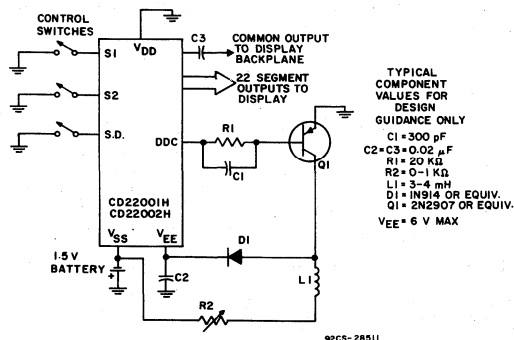 CONTROL
SWITCHES
S1
S2
S.D.
VDD
C3
COMMON OUTPUT
TO DISPLAY
BACKPLANE
22 SEGMENT
OUTPUTS TO
DISPLAY
DDC
R1
C1
Q1
CD22001H
CD22002H
VSS
VEE
1.5 V
BATTERY
+
C2
D1
L1
R2
TYPICAL
COMPONENT
VALUES FOR
DESIGN
GUIDANCE ONLY
C1 = 300 pF
C2 = C3 = 0.02 µF
R1 = 20 KΩ
R2 = 0-1 KΩ
L1 = 3-4 mH
D1 = 1N914 OR EQUIV.
Q1 = 2N2907 OR EQUIV.
VEE = 6 V MAX
92CS-28511